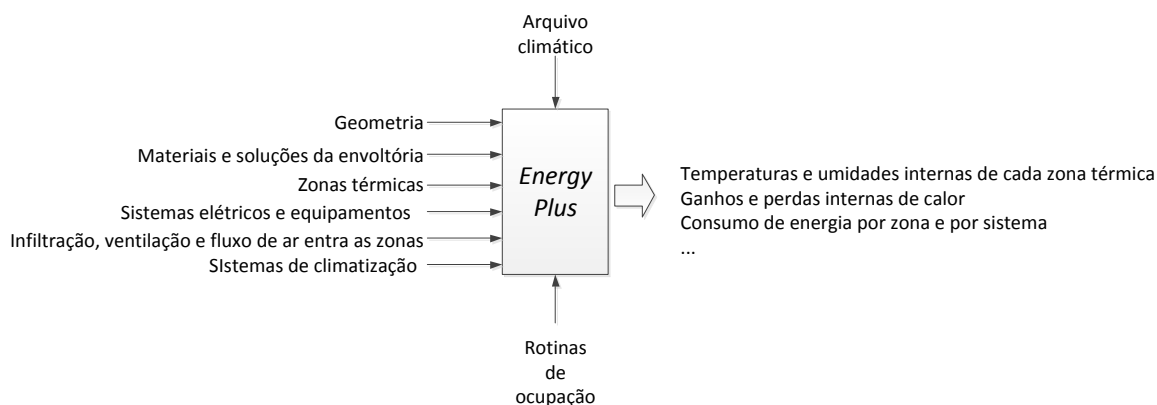 Arquivo
climático
Geometria
Materiais e soluções da envoltória
Zonas térmicas
Sistemas elétricos e equipamentos
Infiltração, ventilação e fluxo de ar entra as zonas
SIstemas de climatização
Energy
Plus
Temperaturas e umidades internas de cada zona térmica
Ganhos e perdas internas de calor
Consumo de energia por zona e por sistema
...
Rotinas
de
ocupação